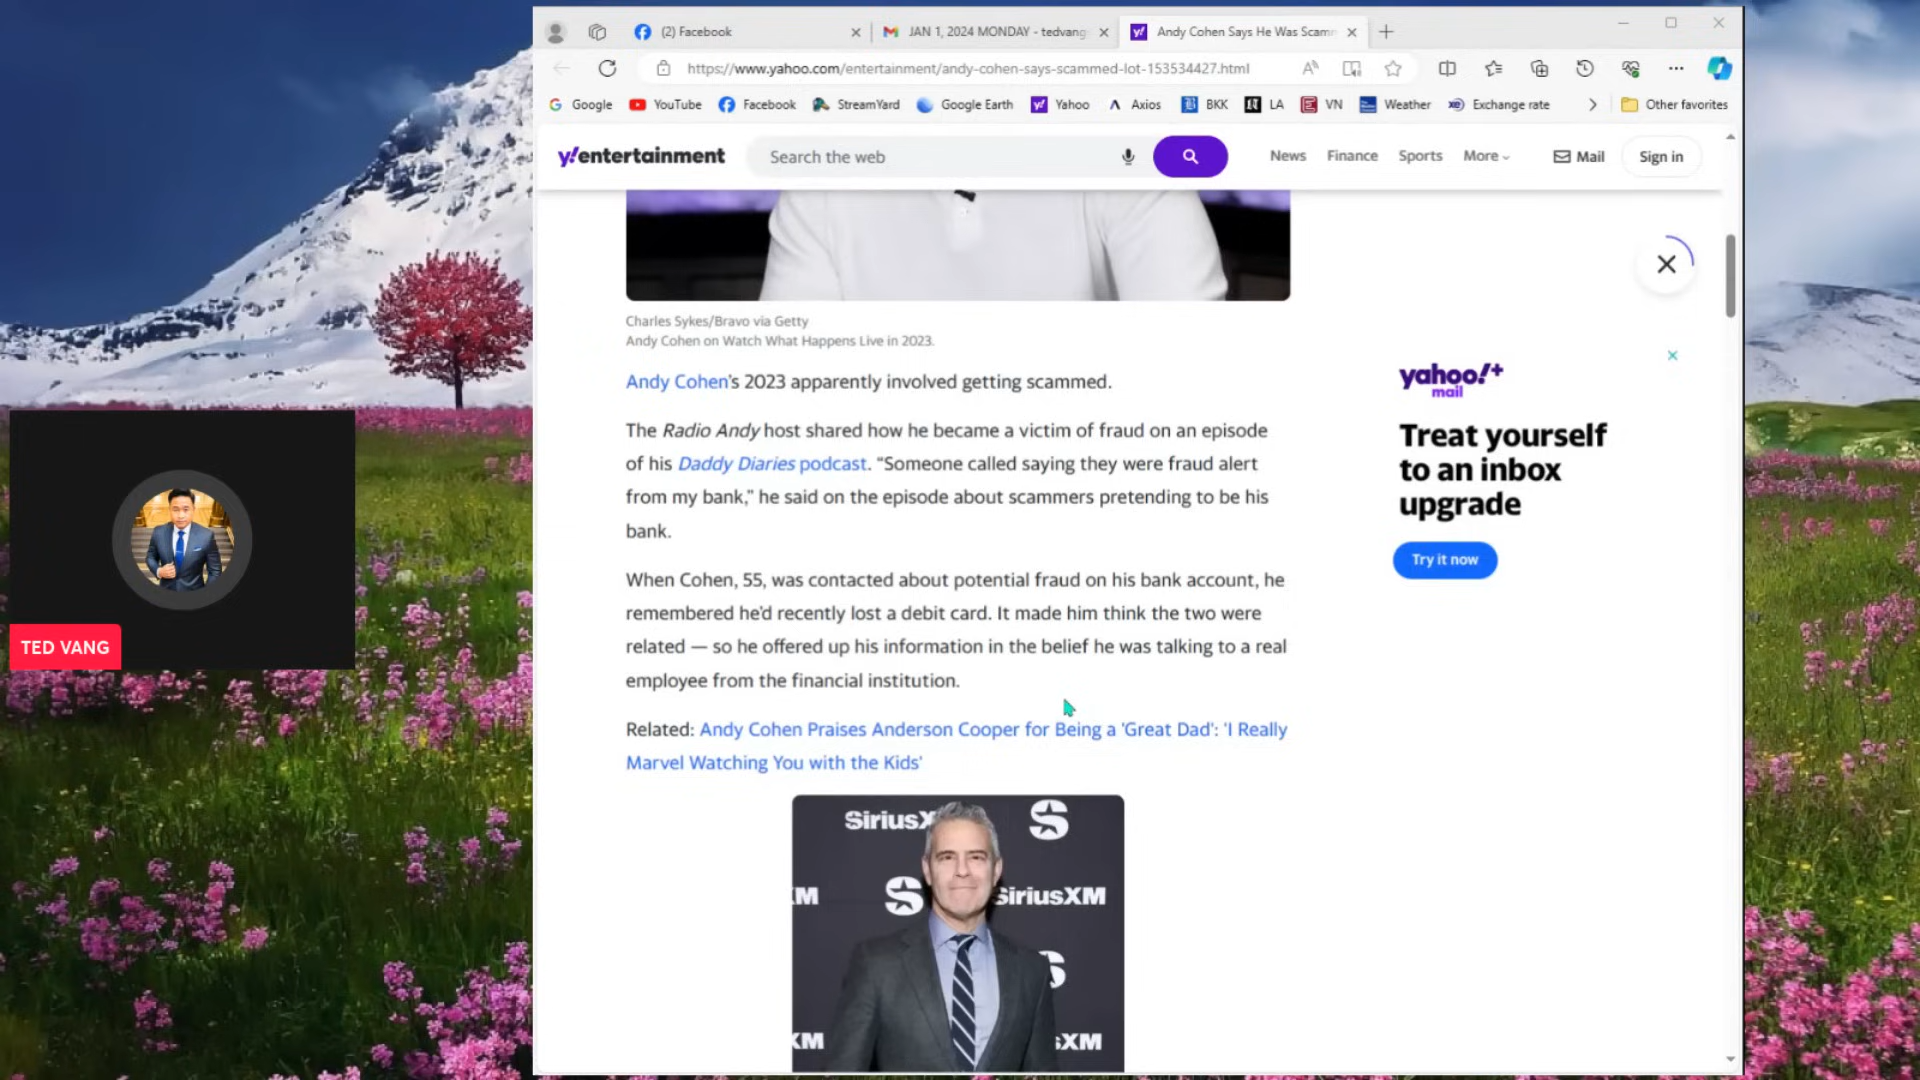 (2) Facebook
JAN 1, 2024 MONDAY - tedvang
Andy Cohen Says He Was Scamm
https://www.yahoo.com/entertainment/andy-cohen-says-scammed-lot-153534427.html
Google YouTube Facebook StreamYard Google Earth Yahoo Axios BKK LA VN Weather Exchange rate Other favorites
y!entertainment
Search the web
News Finance Sports More Mail Sign in
Charles Sykes/Bravo via Getty
Andy Cohen on Watch What Happens Live in 2023.
Andy Cohen's 2023 apparently involved getting scammed.
The Radio Andy host shared how he became a victim of fraud on an episode
of his Daddy Diaries podcast. “Someone called saying they were fraud alert
from my bank,” he said on the episode about scammers pretending to be his
bank.
When Cohen, 55, was contacted about potential fraud on his bank account, he
remembered he'd recently lost a debit card. It made him think the two were
related — so he offered up his information in the belief he was talking to a real
employee from the financial institution.
Related: Andy Cohen Praises Anderson Cooper for Being a 'Great Dad': 'I Really
Marvel Watching You with the Kids'
yahoo!+
mail
Treat yourself
to an inbox
upgrade
Try it now
TED VANG
SiriusX
XM
SiriusXM
XM
sXM